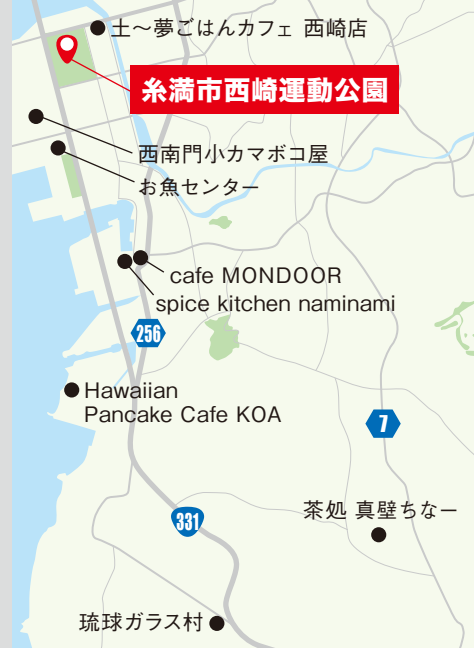 土〜夢ごはんカフェ 西崎店
糸満市西崎運動公園
西南門小カマボコ屋
お魚センター
cafe MONDOOR
spice kitchen naminami
256
Hawaiian
Pancake Cafe KOA
7
茶処 真壁ちなー
331
琉球ガラス村